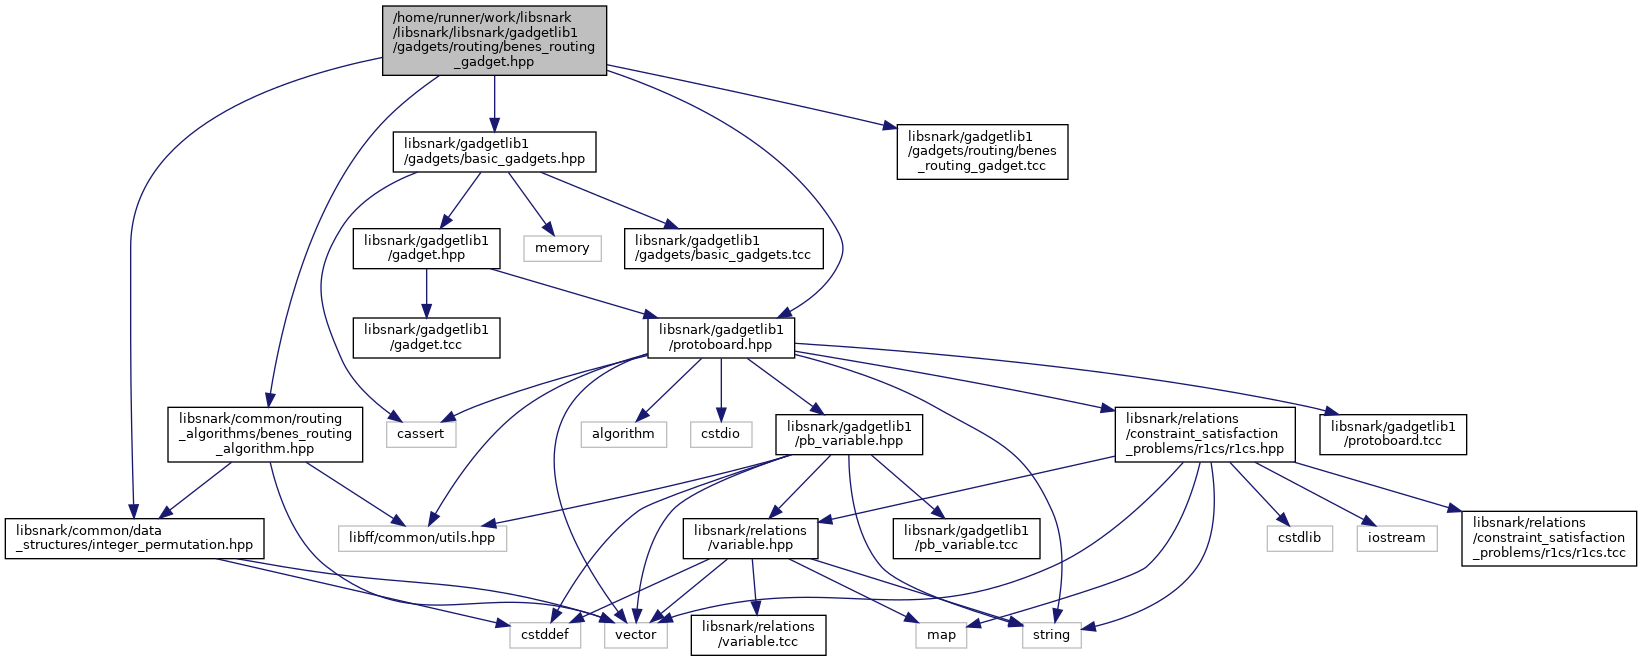 /home/runner/work/libsnark
/libsnark/libsnark/gadgetlib1
/gadgets/routing/benes_routing
_gadget.hpp
libsnark/gadgetlib1
/gadgets/routing/benes
_routing_gadget.tcc
libsnark/gadgetlib1
/gadgets/basic_gadgets.hpp
libsnark/gadgetlib1
/gadget.hpp
memory
libsnark/gadgetlib1
/gadgets/basic_gadgets.tcc
libsnark/gadgetlib1
/gadget.tcc
libsnark/gadgetlib1
/protoboard.hpp
libsnark/common/routing
_algorithms/benes_routing
_algorithm.hpp
cassert
algorithm
cstdio
libsnark/gadgetlib1
/pb_variable.hpp
libsnark/relations
/constraint_satisfaction
_problems/r1cs/r1cs.hpp
libsnark/gadgetlib1
/protoboard.tcc
libsnark/common/data
_structures/integer_permutation.hpp
libff/common/utils.hpp
libsnark/relations
/variable.hpp
libsnark/gadgetlib1
/pb_variable.tcc
cstdlib
iostream
libsnark/relations
/constraint_satisfaction
_problems/r1cs/r1cs.tcc
cstddef
vector
libsnark/relations
/variable.tcc
map
string